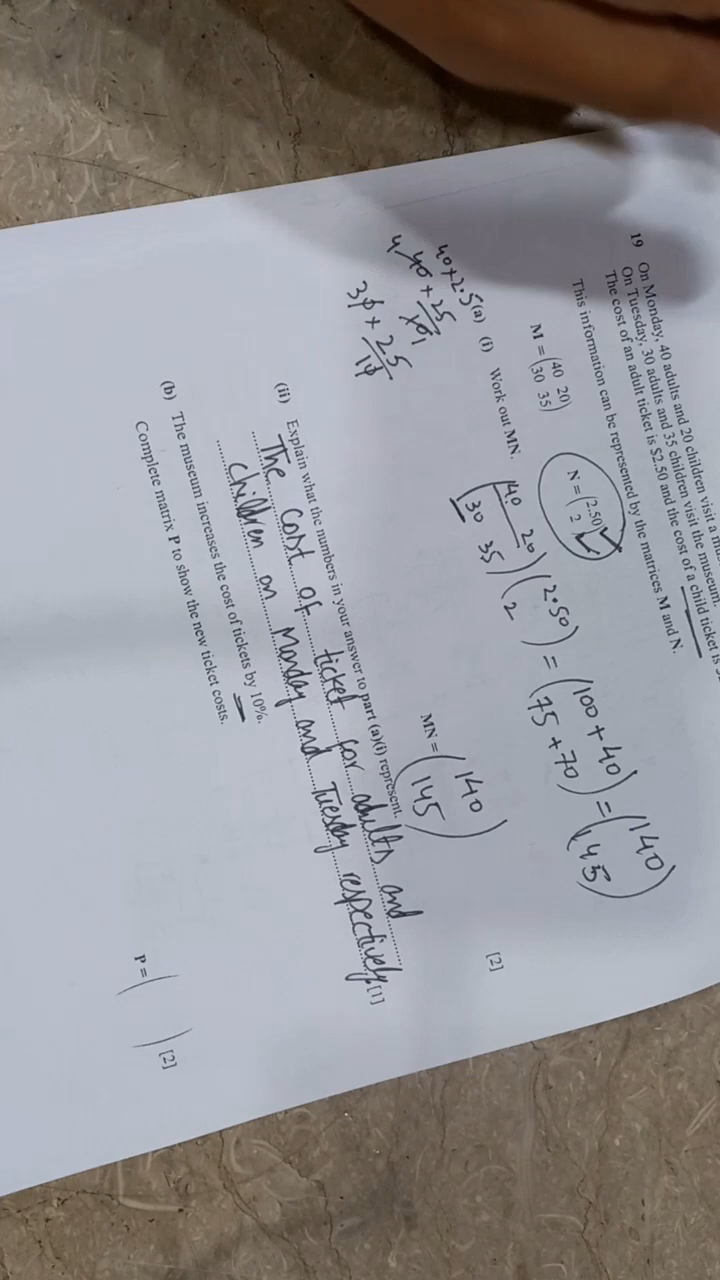 19 On Monday, 40 adults and 20 children visit a
On Tuesday, 30 adults and 35 children visit the museum.
The cost of an adult ticket is $2.50 and the cost of a child ticket is
This information can be represented by the matrices M and N.
M = (40 20
30 35)
N = (2.50
2)
(a) (i) Work out MN.
(40 20
30 35) (2.50
2) = (100 + 40
75 + 70) = (140
145)
40 × 2.5
4 40 + 25
10 1
30 + 25
10
MN = (140
145) [2]
(ii) Explain what the numbers in your answer to part (a)(i) represent.
The cost of ticket for adults and
children on Monday and Tuesday respectively. [1]
(b) The museum increases the cost of tickets by 10%.
Complete matrix P to show the new ticket costs.
P = ( ) [2]